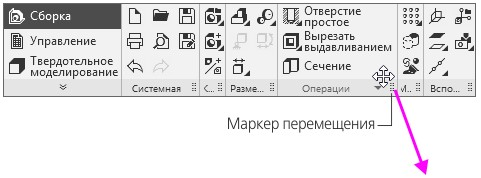 Сборка
Управление
Твердотельное
моделирование
Системная
С...
Разме...
Отверстие
простое
Вырезать
выдавливанием
Сечение
Операции
М...
Вспо...
Маркер перемещения